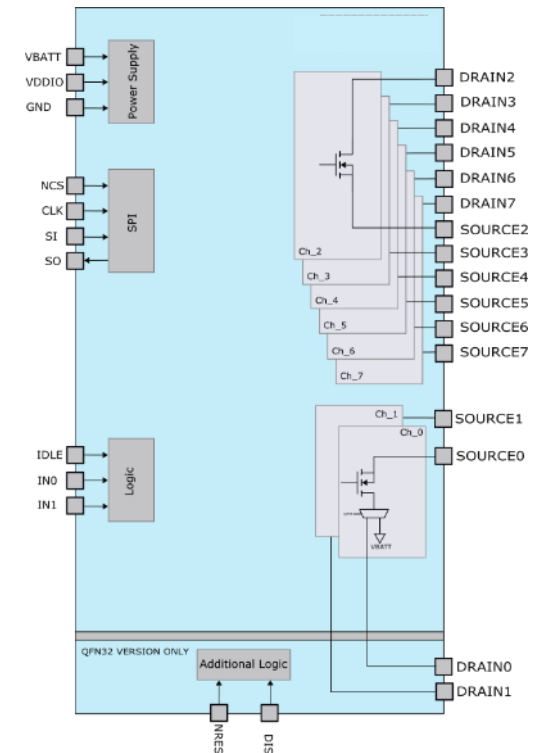 VBATT
VDDIO
GND
Power Supply
NCS
CLK
SI
SO
SPI
IDLE
IN0
IN1
Logic
DRAIN2
DRAIN3
DRAIN4
DRAIN5
DRAIN6
DRAIN7
SOURCE2
SOURCE3
SOURCE4
SOURCE5
SOURCE6
SOURCE7
Ch_2
Ch_3
Ch_4
Ch_5
Ch_6
Ch_7
Ch_1
Ch_0
SOURCE1
SOURCE0
VBATT
QFN32 VERSION ONLY
Additional Logic
DRAIN0
DRAIN1
NRES
DIS